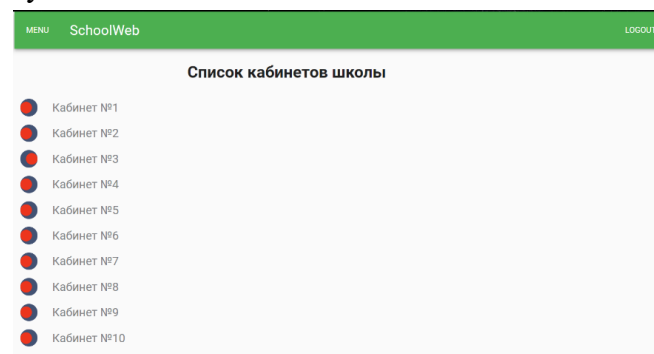 MENU SchoolWeb LOGOUT
Список кабинетов школы
Кабинет №1
Кабинет №2
Кабинет №3
Кабинет №4
Кабинет №5
Кабинет №6
Кабинет №7
Кабинет №8
Кабинет №9
Кабинет №10